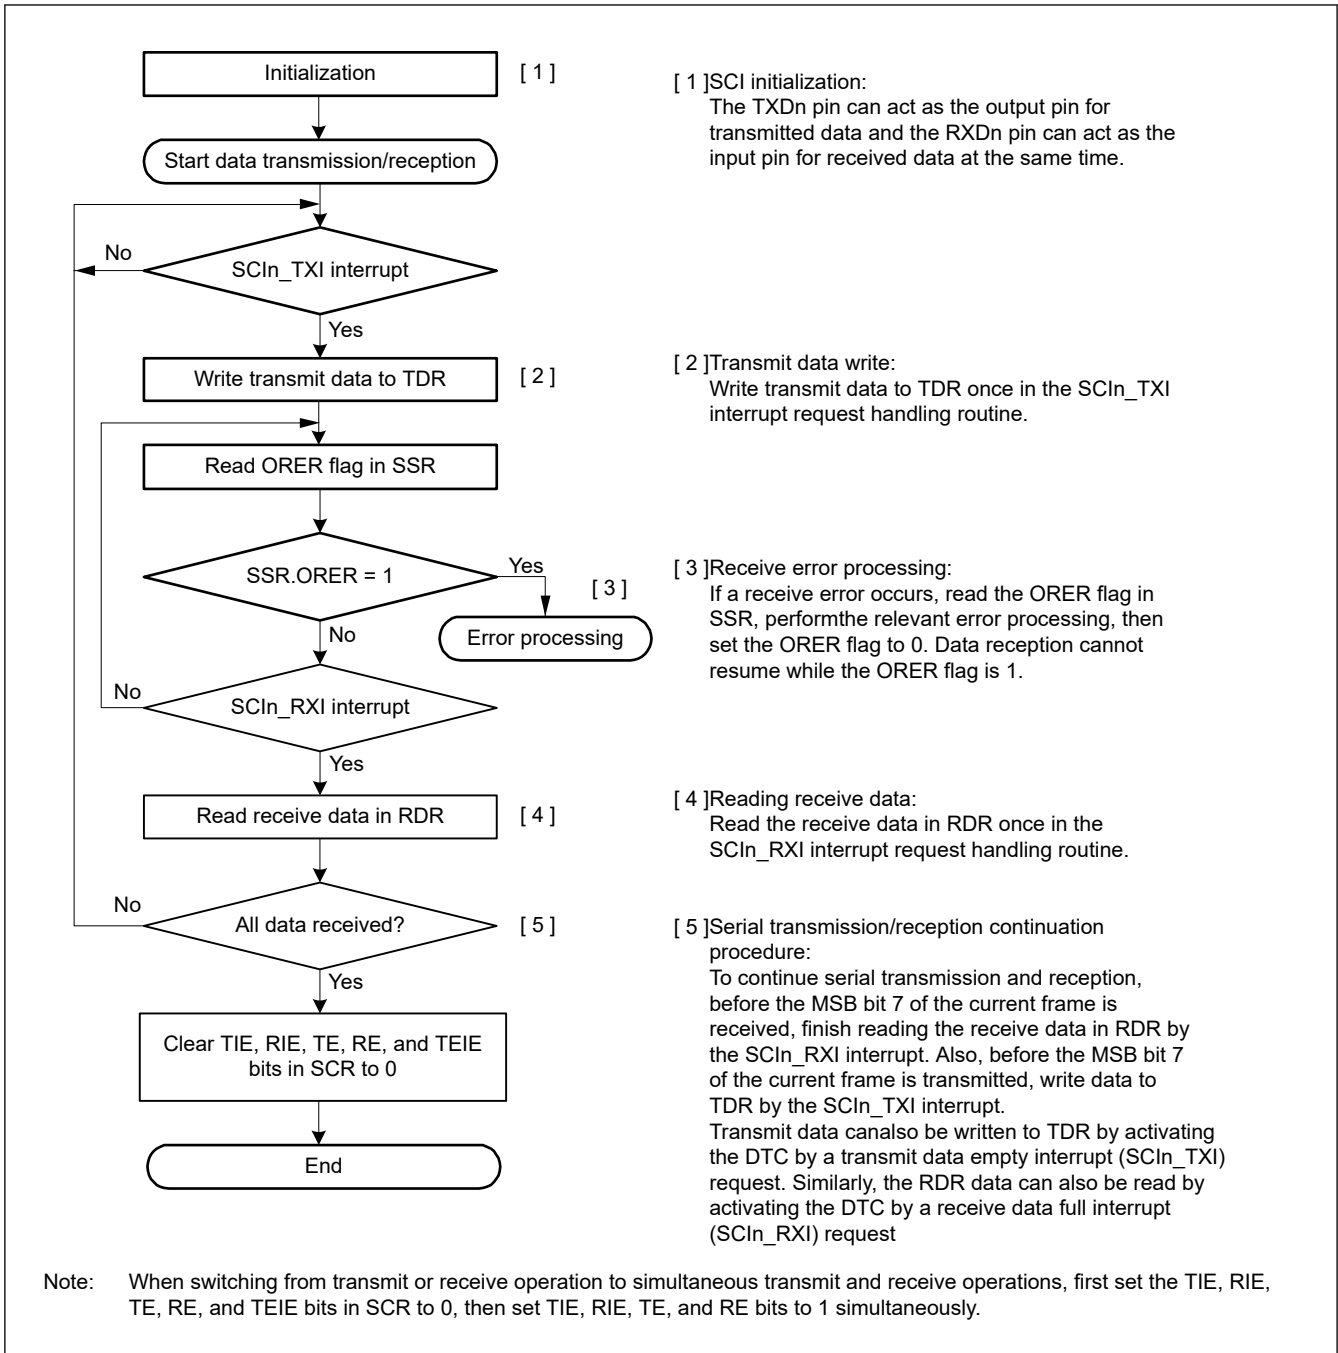 Initialization
[ 1 ]
Start data transmission/reception
No
SCIn_TXI interrupt
Yes
Write transmit data to TDR
[ 2 ]
Read ORER flag in SSR
SSR.ORER = 1
Yes
[ 3 ]
Error processing
No
No
SCIn_RXI interrupt
Yes
Read receive data in RDR
[ 4 ]
No
All data received?
[ 5 ]
Yes
Clear TIE, RIE, TE, RE, and TEIE
bits in SCR to 0
End
[ 1 ]SCI initialization:
The TXDn pin can act as the output pin for
transmitted data and the RXDn pin can act as the
input pin for received data at the same time.
[ 2 ]Transmit data write:
Write transmit data to TDR once in the SCIn_TXI
interrupt request handling routine.
[ 3 ]Receive error processing:
If a receive error occurs, read the ORER flag in
SSR, performthe relevant error processing, then
set the ORER flag to 0. Data reception cannot
resume while the ORER flag is 1.
[ 4 ]Reading receive data:
Read the receive data in RDR once in the
SCIn_RXI interrupt request handling routine.
[ 5 ]Serial transmission/reception continuation
procedure:
To continue serial transmission and reception,
before the MSB bit 7 of the current frame is
received, finish reading the receive data in RDR by
the SCIn_RXI interrupt. Also, before the MSB bit 7
of the current frame is transmitted, write data to
TDR by the SCIn_TXI interrupt.
Transmit data canalso be written to TDR by activating
the DTC by a transmit data empty interrupt (SCIn_TXI)
request. Similarly, the RDR data can also be read by
activating the DTC by a receive data full interrupt
(SCIn_RXI) request
Note: When switching from transmit or receive operation to simultaneous transmit and receive operations, first set the TIE, RIE,
TE, RE, and TEIE bits in SCR to 0, then set TIE, RIE, TE, and RE bits to 1 simultaneously.